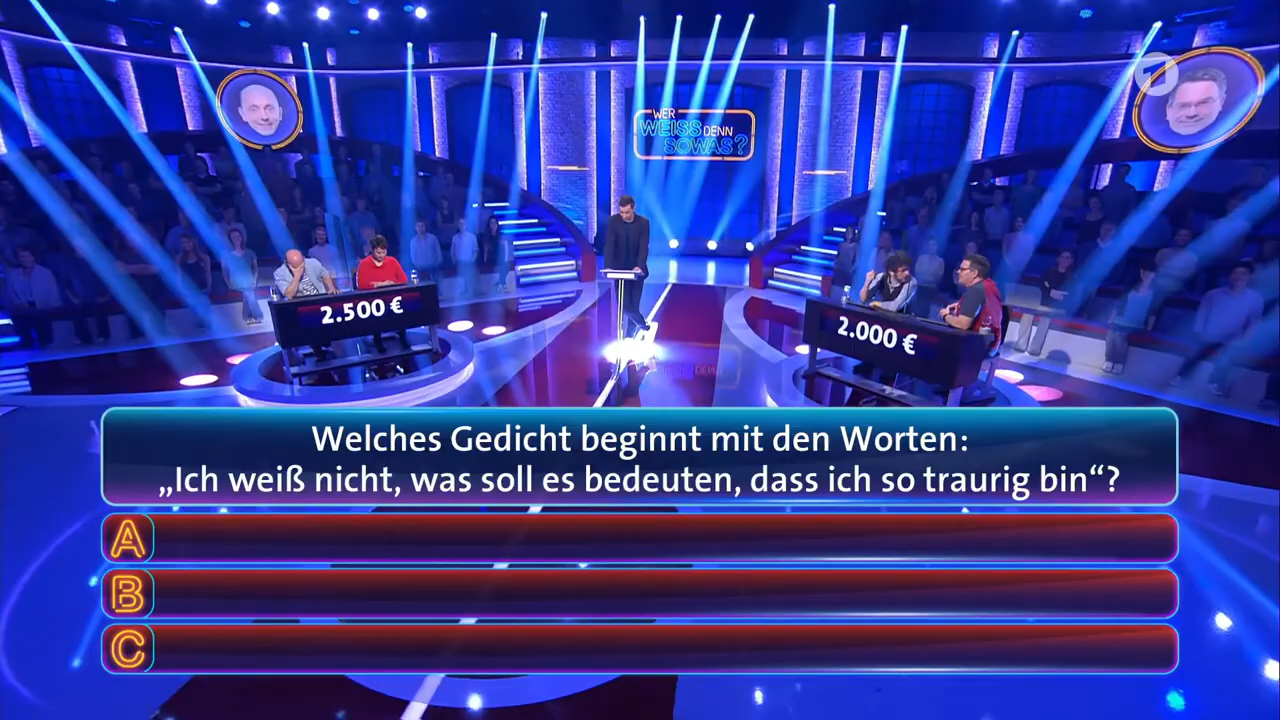 WER
WEISS DENN
SOWAS?
2.500 €
2.000 €
Welches Gedicht beginnt mit den Worten:
„Ich weiß nicht, was soll es bedeuten, dass ich so traurig bin“?
A
B
C